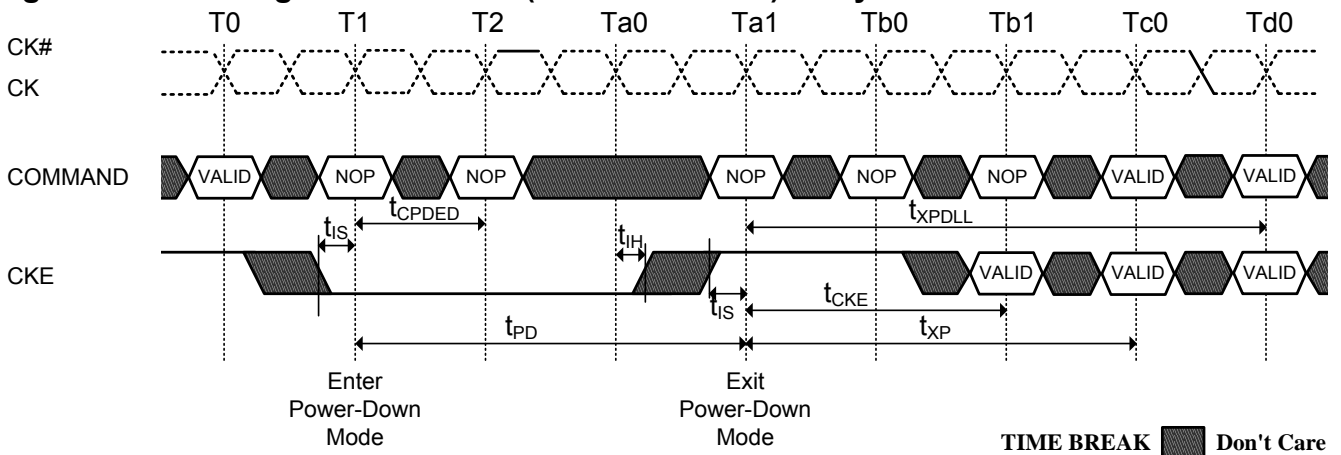 T0 T1 T2 Ta0 Ta1 Tb0 Tb1 Tc0 Td0
CK#
CK
COMMAND VALID NOP NOP NOP NOP NOP VALID VALID
tCPDED tXPDLL
tIS tIH
CKE VALID VALID VALID
tIS tCKE
tPD tXP
Enter Power-Down Mode
Exit Power-Down Mode
TIME BREAK Don't Care